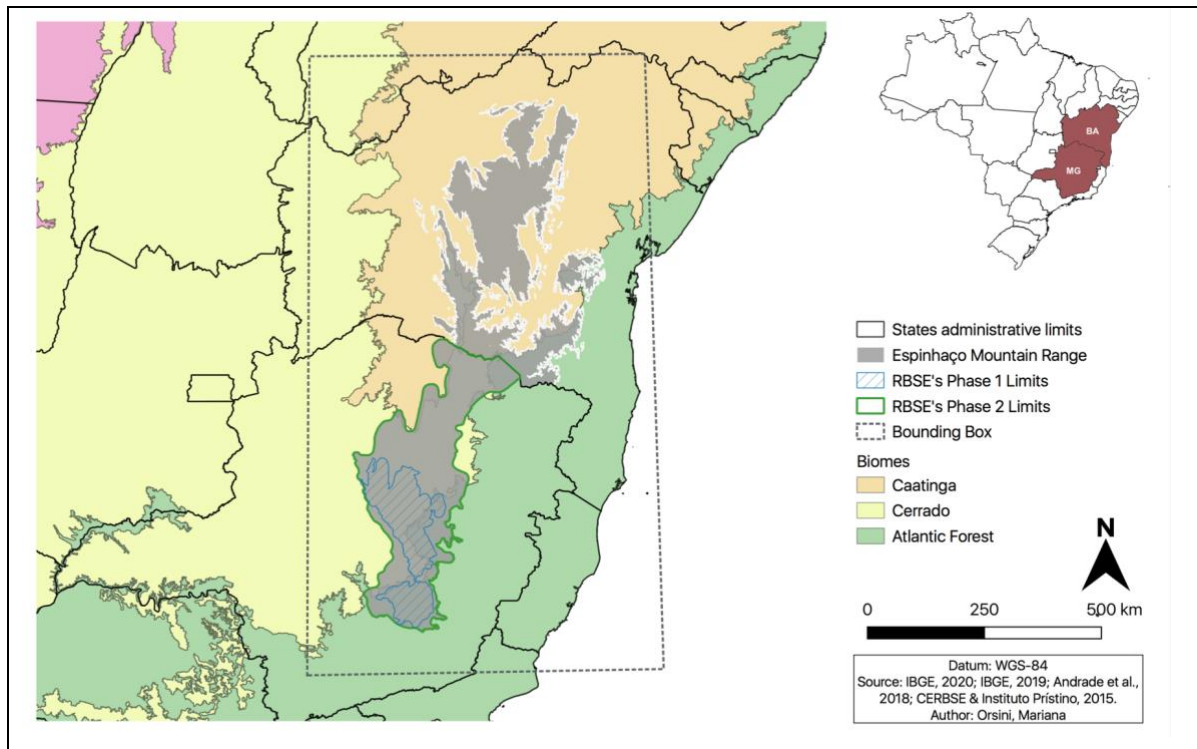 BA
MG
States administrative limits
Espinhaço Mountain Range
RBSE's Phase 1 Limits
RBSE's Phase 2 Limits
Bounding Box
Biomes
Caatinga
Cerrado
Atlantic Forest
N
0 250 500 km
Datum: WGS-84
Source: IBGE, 2020; IBGE, 2019; Andrade et al.,
2018; CERBSE & Instituto Prístino, 2015.
Author: Orsini, Mariana